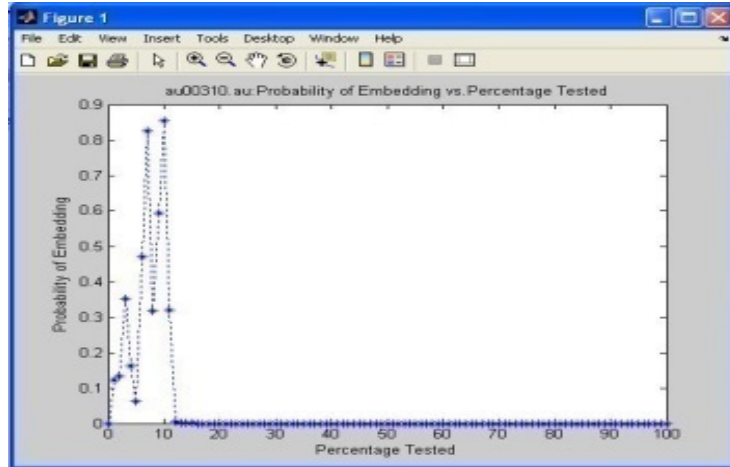 Figure 1
File Edit View Insert Tools Desktop Window Help
au00310.au:Probability of Embedding vs.Percentage Tested
0.9
0.8
0.7
0.6
0.5
0.4
0.3
0.2
0.1
0
Probability of Embedding
0 10 20 30 40 50 60 70 80 90 100
Percentage Tested